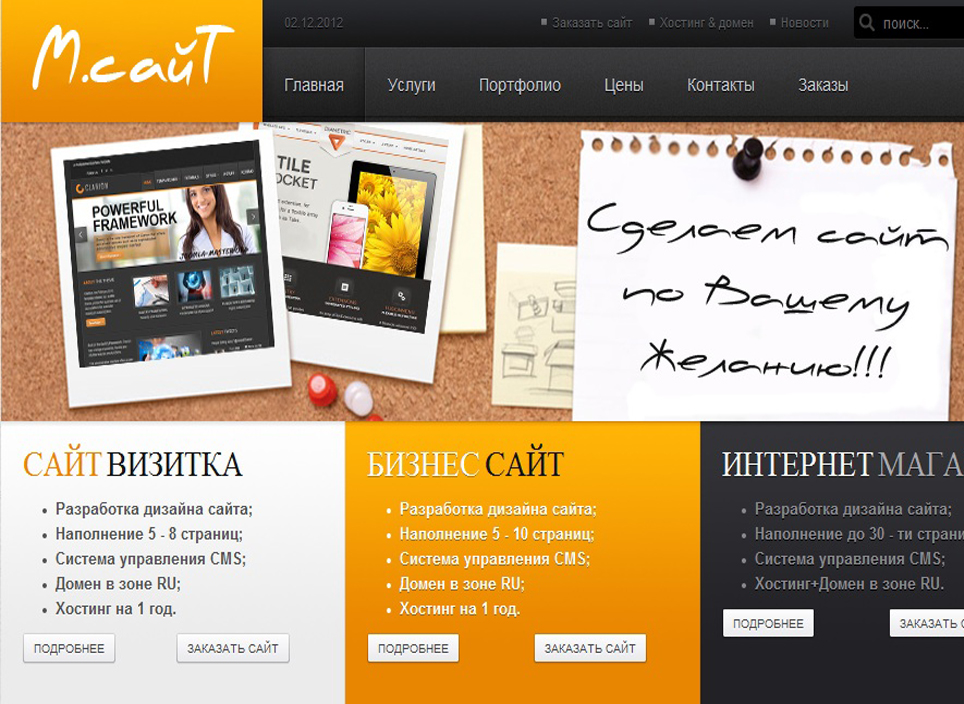 М.сайТ
02.12.2012
Заказать сайт Хостинг & домен Новости
поиск...
Главная Услуги Портфолио Цены Контакты Заказы
CLARION
POWERFUL
FRAMEWORK
TILE
OCKET
Сделаем сайт
по Вашему
Желанию!!!
САЙТ ВИЗИТКА
• Разработка дизайна сайта;
• Наполнение 5 - 8 страниц;
• Система управления CMS;
• Домен в зоне RU;
• Хостинг на 1 год.
ПОДРОБНЕЕ ЗАКАЗАТЬ САЙТ
БИЗНЕС САЙТ
• Разработка дизайна сайта;
• Наполнение 5 - 10 страниц;
• Система управления CMS;
• Домен в зоне RU;
• Хостинг на 1 год.
ПОДРОБНЕЕ ЗАКАЗАТЬ САЙТ
ИНТЕРНЕТ МАГА
• Разработка дизайна сайта;
• Наполнение до 30 - ти страни
• Система управления CMS;
• Хостинг+Домен в зоне RU.
ПОДРОБНЕЕ ЗАКАЗАТЬ СА